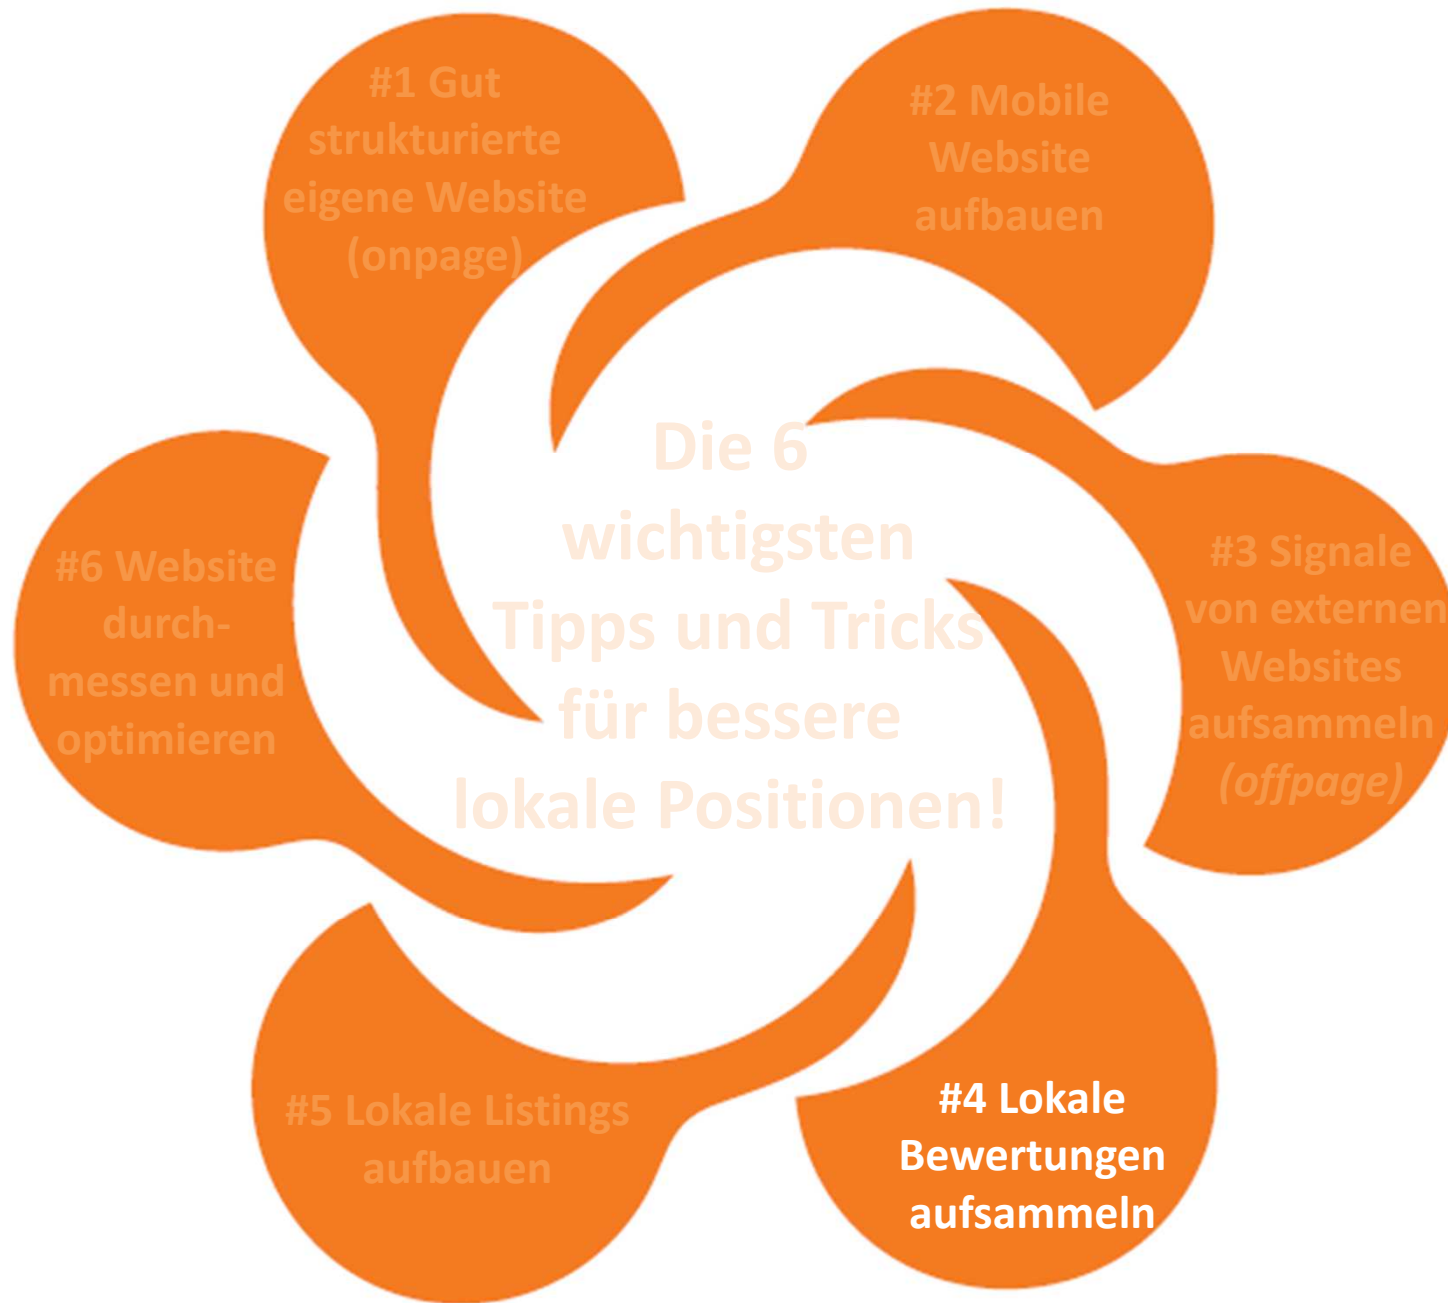 #1 Gut
strukturierte
eigene Website
(onpage)
#2 Mobile
Website
aufbauen
Die 6
wichtigsten
Tipps und Tricks
für bessere
lokale Positionen!
#3 Signale
von externen
Websites
aufsammeln
(offpage)
#4 Lokale
Bewertungen
aufsammeln
#5 Lokale Listings
aufbauen
#6 Website
durch-
messen und
optimieren